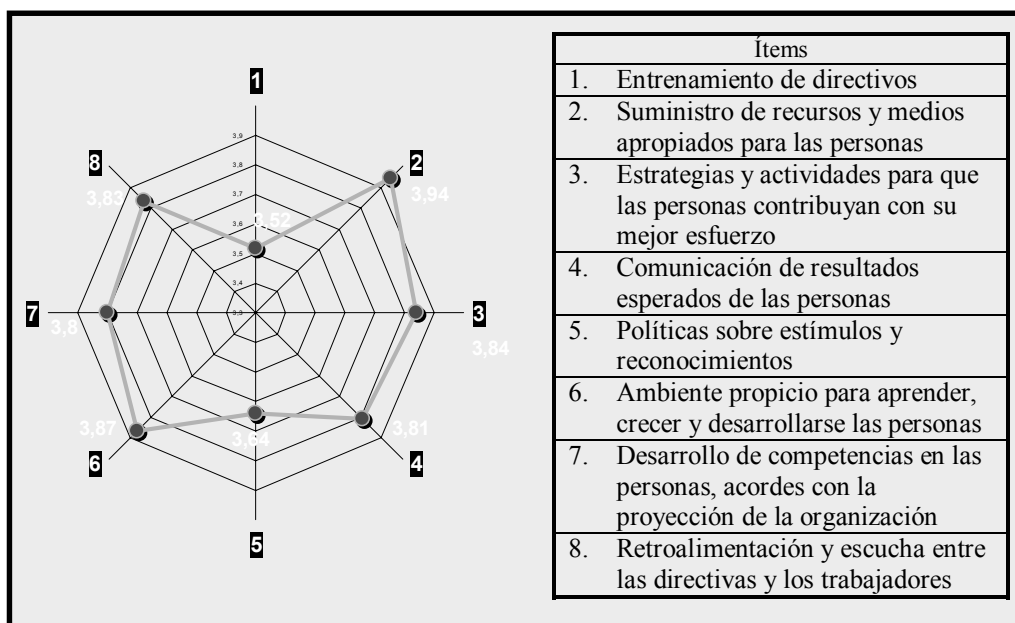 1
3,9
3,8
3,7
3,6
3,5
3,4
3,3
8
3,83
2
3,94
3,52
7
3,8
3
3,84
3,87
6
3,64
3,81
4
5
Ítems
1. Entrenamiento de directivos
2. Suministro de recursos y medios
apropiados para las personas
3. Estrategias y actividades para que
las personas contribuyan con su
mejor esfuerzo
4. Comunicación de resultados
esperados de las personas
5. Políticas sobre estímulos y
reconocimientos
6. Ambiente propicio para aprender,
crecer y desarrollarse las personas
7. Desarrollo de competencias en las
personas, acordes con la
proyección de la organización
8. Retroalimentación y escucha entre
las directivas y los trabajadores